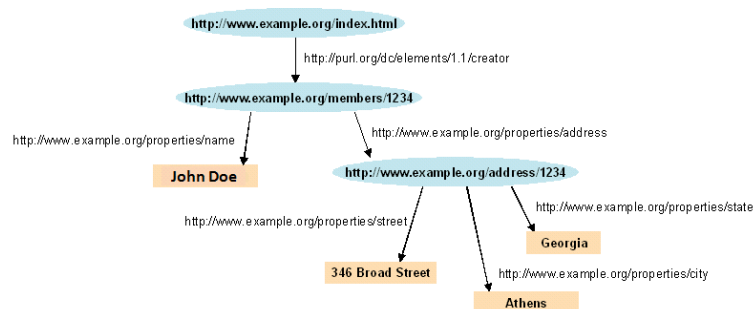 http://www.example.org/index.html
http://purl.org/dc/elements/1.1/creator
http://www.example.org/members/1234
http://www.example.org/properties/name
http://www.example.org/properties/address
John Doe
http://www.example.org/address/1234
http://www.example.org/properties/street
http://www.example.org/properties/state
Georgia
346 Broad Street
http://www.example.org/properties/city
Athens